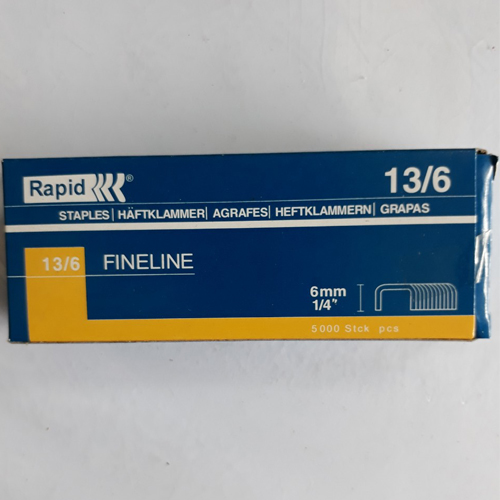 Rapid®
13/6
STAPLES | HÄFTKLAMMER | AGRAFES | HEFTKLAMMERN | GRAPAS
13/6 FINELINE
6mm
1/4"
5000 Stck pcs